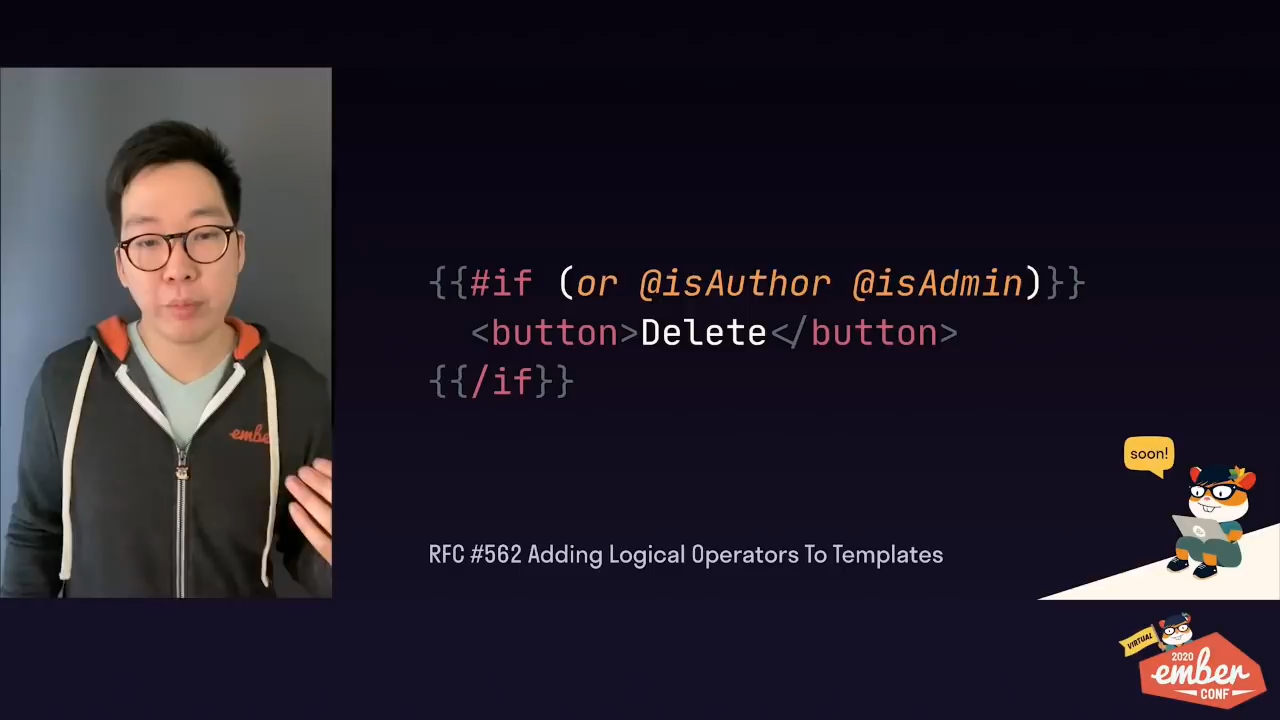 {{#if (or @isAuthor @isAdmin)}}
<button>Delete</button>
{{/if}}
soon!
RFC #562 Adding Logical Operators To Templates
embe
VIRTUAL
2020
ember
CONF